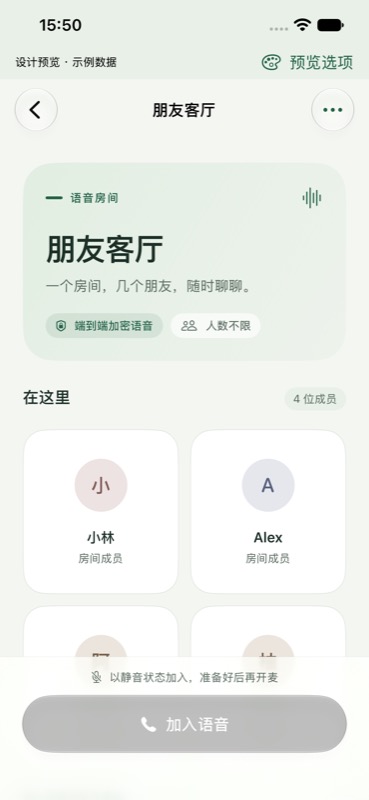 15:50
设计预览 · 示例数据
预览选项
朋友客厅
语音房间
朋友客厅
一个房间，几个朋友，随时聊聊。
端到端加密语音
人数不限
在这里
4 位成员
小
A
小林
Alex
房间成员
房间成员
以静音状态加入，准备好后再开麦
加入语音